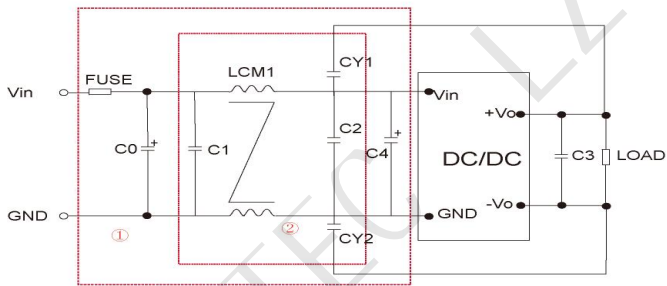 CY1
FUSE
LCM1
Vin
Vin
+Vo
C0
+
C1
C2
+
C4
DC/DC
C3
LOAD
GND
GND
-Vo
①
②
CY2